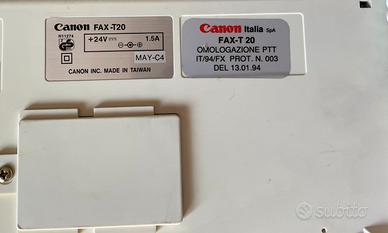 Canon FAX-T20
R11274
+24V 1.5A
MAY-C4
CANON INC. MADE IN TAIWAN
Canon Italia SpA
FAX-T 20
OMOLOGAZIONE PTT
IT/94/FX PROT. N. 003
DEL 13.01.94
subito